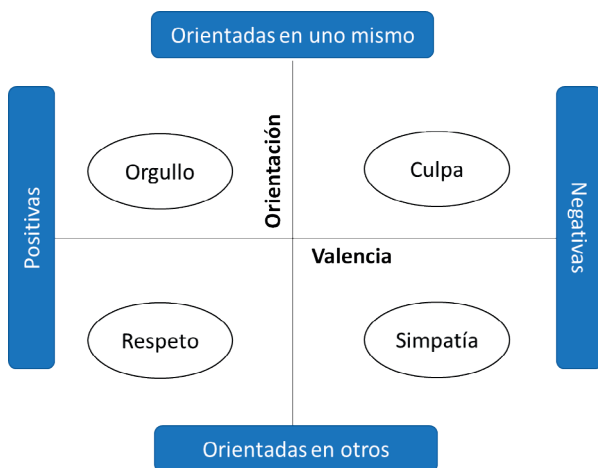 Orientadas en uno mismo
Positivas
Orgullo
Orientación
Culpa
Negativas
Valencia
Respeto
Simpatía
Orientadas en otros